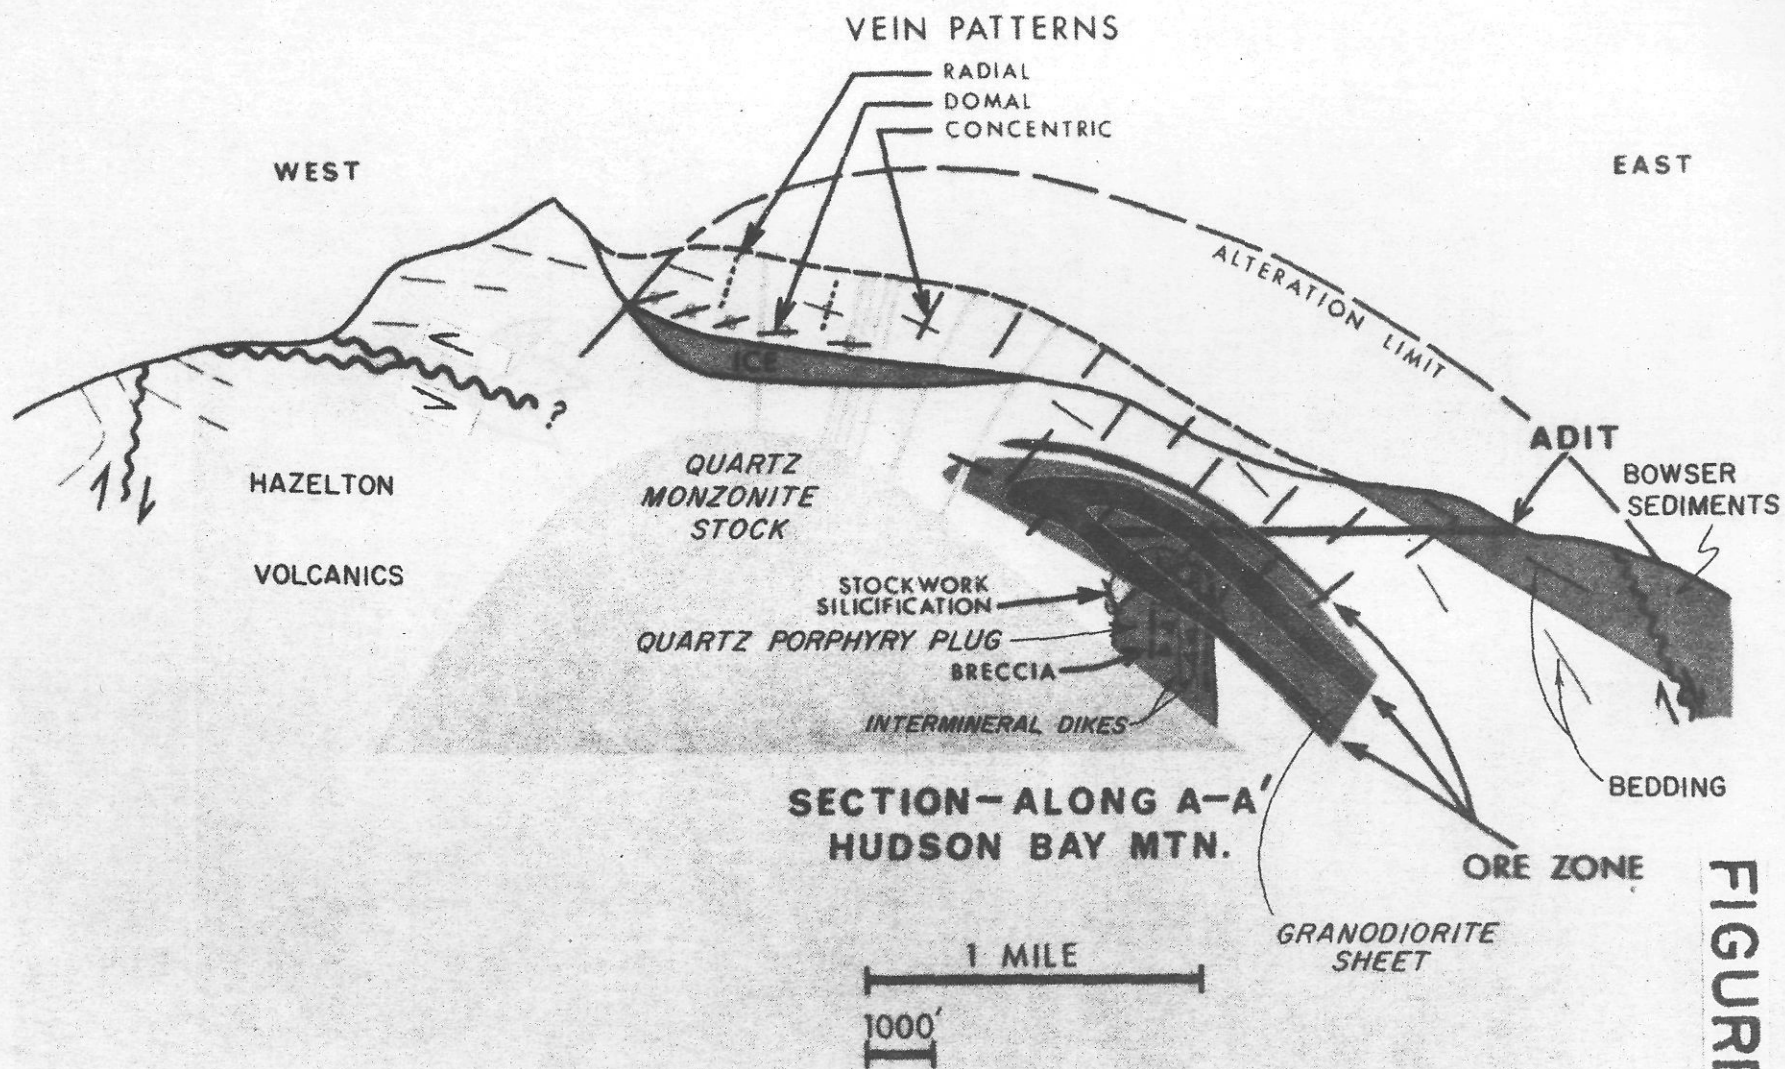 VEIN PATTERNS
RADIAL
DOMAL
CONCENTRIC
WEST
EAST
ALTERATION LIMIT
ICE
?
ADIT
BOWSER
SEDIMENTS
HAZELTON
VOLCANICS
QUARTZ
MONZONITE
STOCK
STOCKWORK
SILICIFICATION
QUARTZ PORPHYRY PLUG
BRECCIA
INTERMINERAL DIKES
BEDDING
SECTION—ALONG A—A'
HUDSON BAY MTN.
ORE ZONE
GRANODIORITE
SHEET
1 MILE
1000'
FIGURE